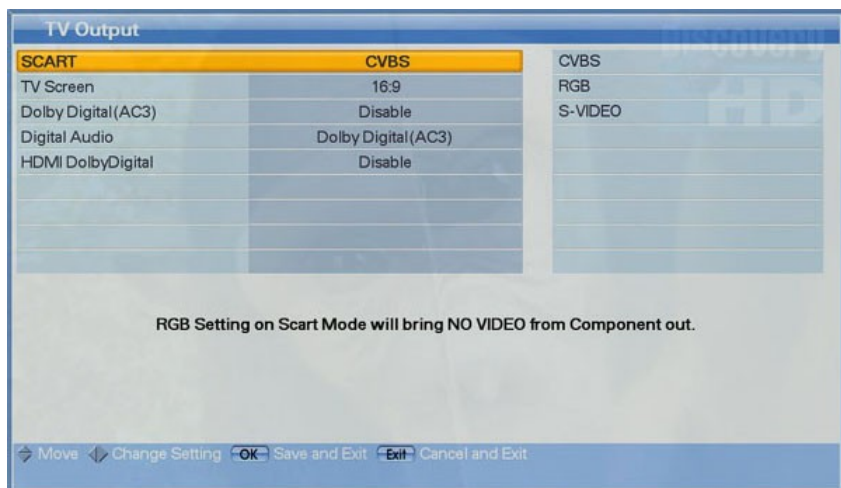 TV Output
Discovery
HD
SCART CVBS
TV Screen 16:9
Dolby Digital(AC3) Disable
Digital Audio Dolby Digital(AC3)
HDMI DolbyDigital Disable
CVBS
RGB
S-VIDEO
RGB Setting on Scart Mode will bring NO VIDEO from Component out.
Move Change Setting OK Save and Exit Exit Cancel and Exit